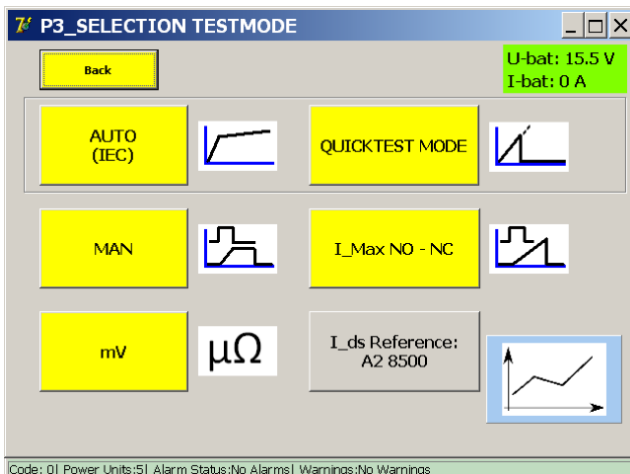 P3_SELECTION TESTMODE
Back
U-bat: 15.5 V
I-bat: 0 A
AUTO
(IEC)
QUICKTEST MODE
MAN
I_Max NO - NC
mV
μΩ
I_ds Reference:
A2 8500
Code: 0| Power Units:5| Alarm Status:No Alarms| Warnings:No Warnings